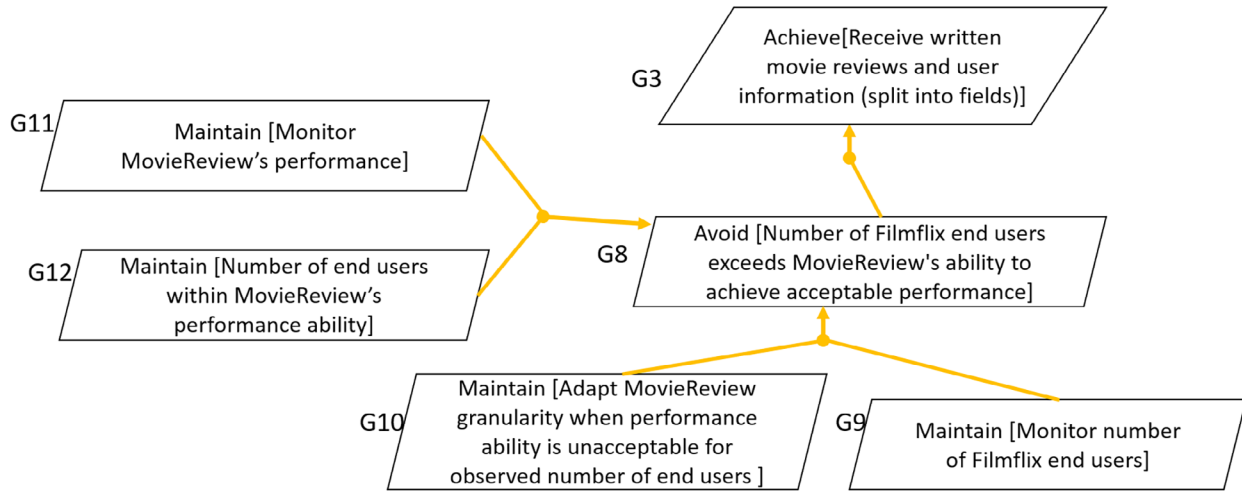 Achieve[Receive written
movie reviews and user
information (split into fields)]
G3
G11
Maintain [Monitor
MovieReview’s performance]
G12
Maintain [Number of end users
within MovieReview’s
performance ability]
G8
Avoid [Number of Filmflix end users
exceeds MovieReview's ability to
achieve acceptable performance]
G10
Maintain [Adapt MovieReview
granularity when performance
ability is unacceptable for
observed number of end users ]
G9
Maintain [Monitor number
of Filmflix end users]